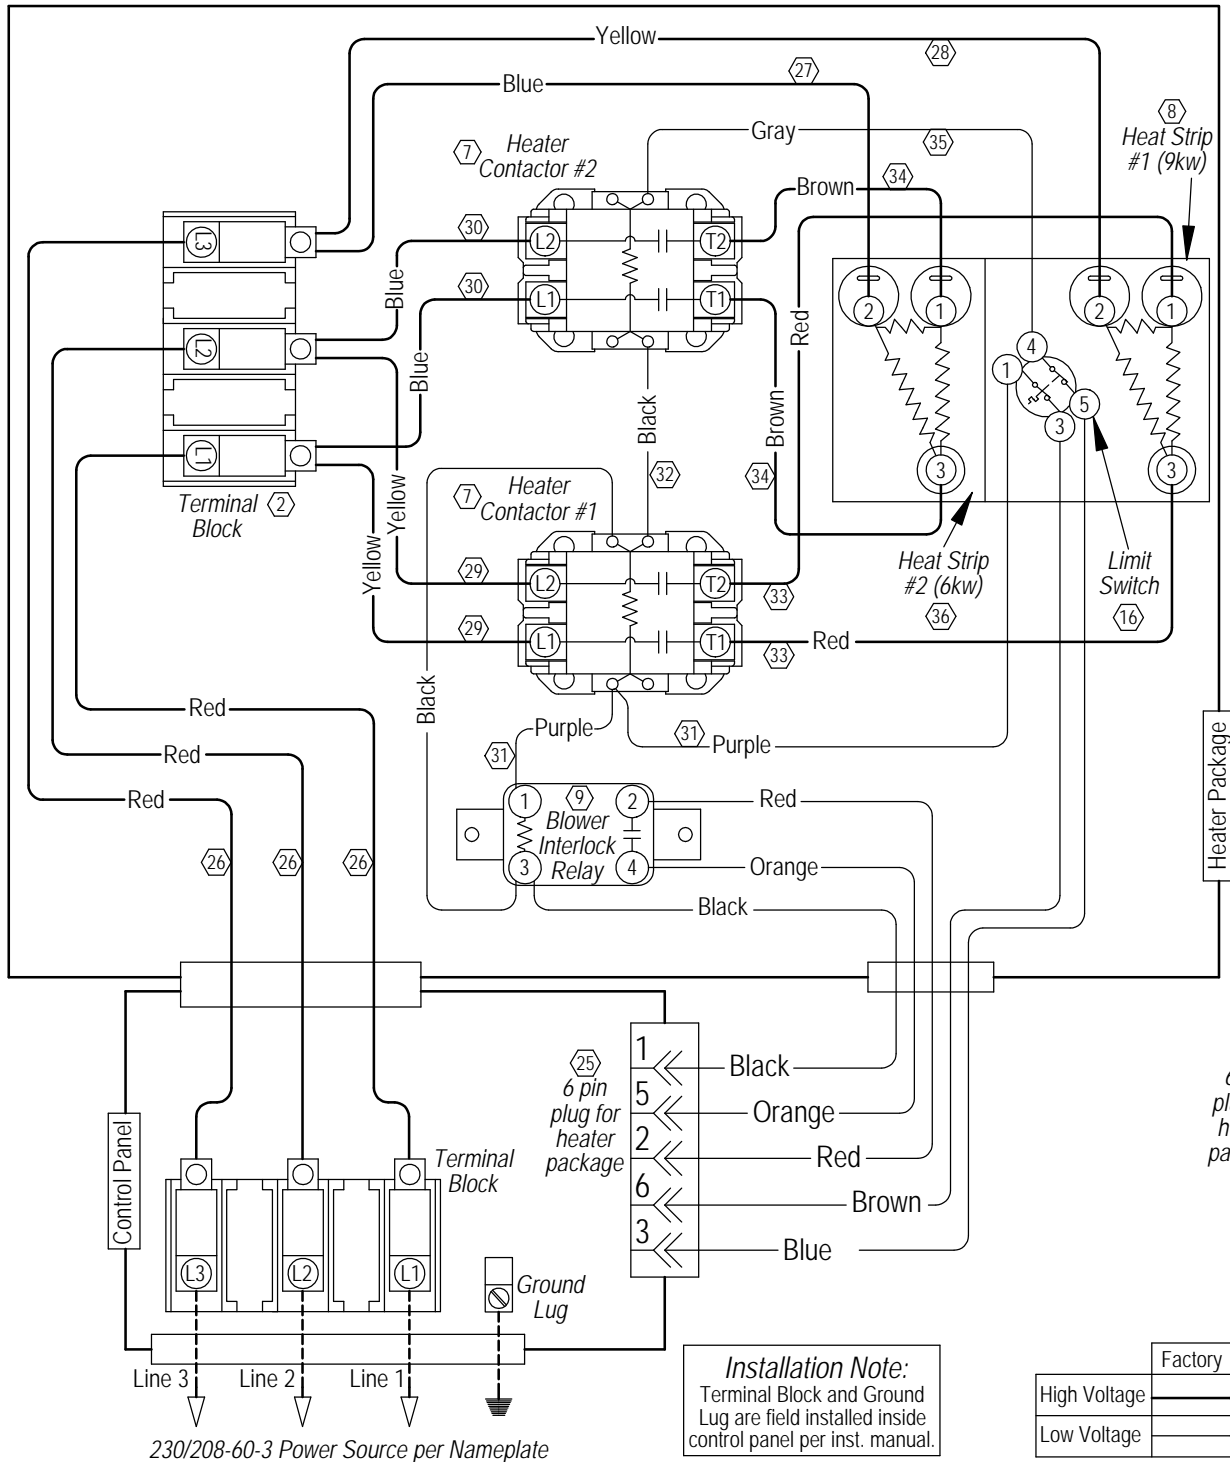 Yellow
28
27
Blue
8
Heat Strip
#1 (9kw)
7
Heater
Contactor #2
Gray
35
Brown
34
30
L2
T2
L3
Blue
30
L1
T1
Red
2
1
2
1
L2
Blue
Black
Brown
4
1
5
3
L1
32
34
3
3
Terminal
Block
2
7
Heater
Contactor #1
Yellow
Yellow
29
L2
T2
33
Heat Strip
#2 (6kw)
36
Limit
Switch
16
29
L1
T1
33
Red
Black
Red
Purple
31
31
Purple
Red
Red
Heater Package
1
9
2
Red
Blower
Interlock
Relay
3
4
Orange
26
26
26
Black
25
6 pin
plug for
heater
package
1
Black
5
Orange
2
Red
6
Brown
3
Blue
6
pl
h
pa
Control Panel
Terminal
Block
L3
L2
L1
Ground
Lug
Line 3
Line 2
Line 1
230/208-60-3 Power Source per Nameplate
Installation Note:
Terminal Block and Ground
Lug are field installed inside
control panel per inst. manual.
Factory
High Voltage
Low Voltage